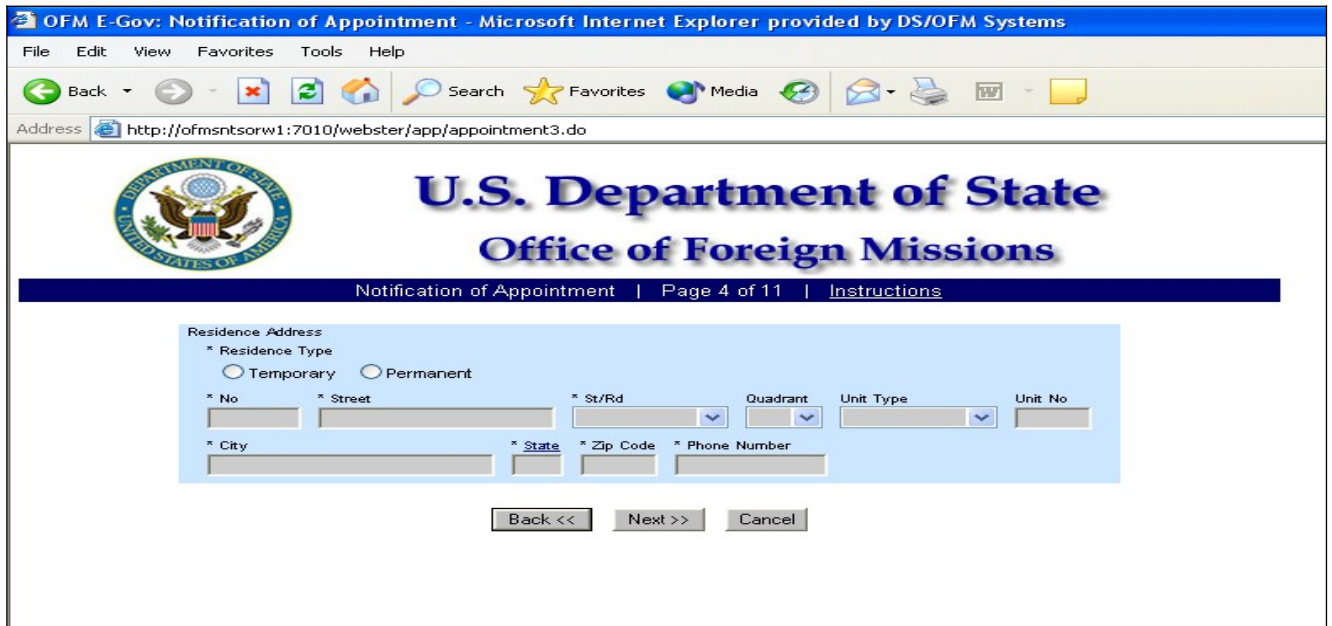 OFM E-Gov: Notification of Appointment - Microsoft Internet Explorer provided by DS/OFM Systems
File Edit View Favorites Tools Help
Back Search Favorites Media
Address http://ofmsntsorw1:7010/webster/app/appointment3.do
DEPARTMENT OF STATE
UNITED STATES OF AMERICA
U.S. Department of State
Office of Foreign Missions
Notification of Appointment | Page 4 of 11 | Instructions
Residence Address
* Residence Type
Temporary Permanent
* No * Street * St/Rd Quadrant Unit Type Unit No
* City * State * Zip Code * Phone Number
Back << Next >> Cancel